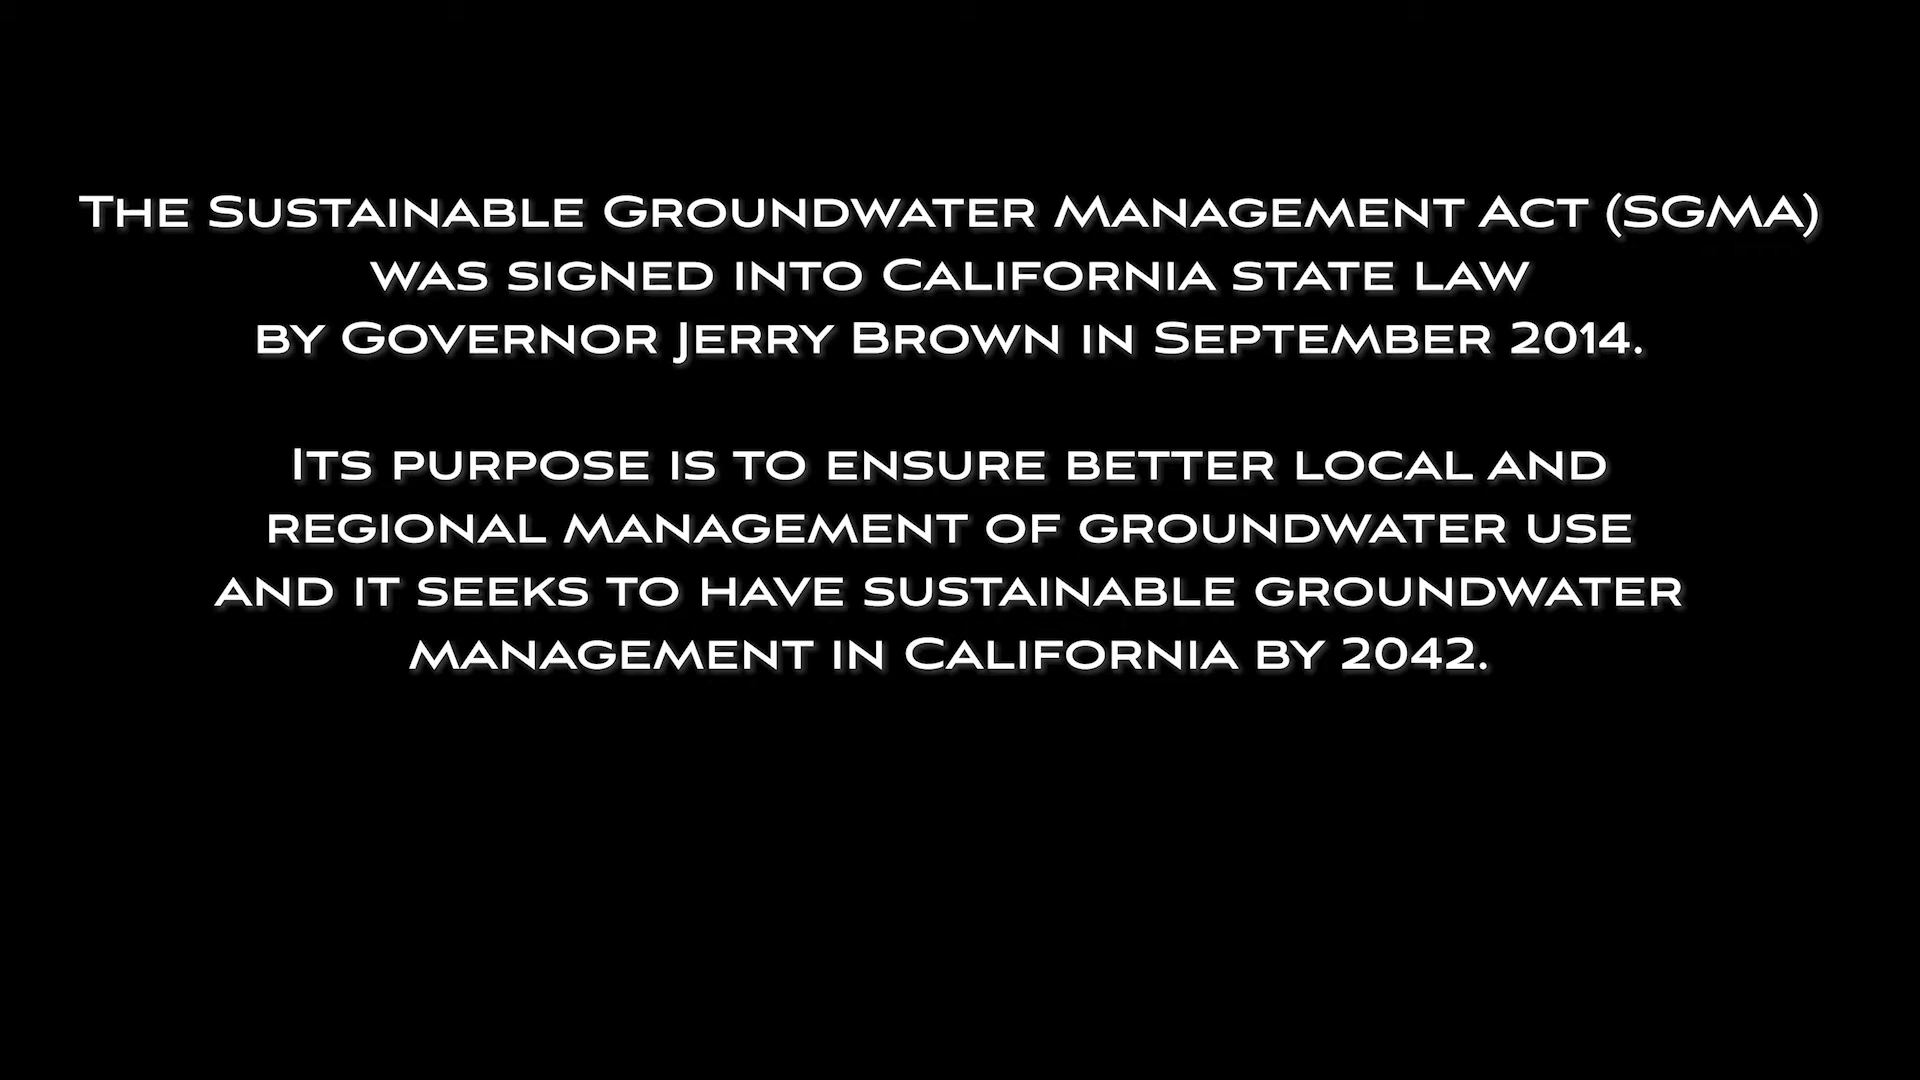 The Sustainable Groundwater Management Act (SGMA)
was signed into California state law
by Governor Jerry Brown in September 2014.
Its purpose is to ensure better local and
regional management of groundwater use
and it seeks to have sustainable groundwater
management in California by 2042.